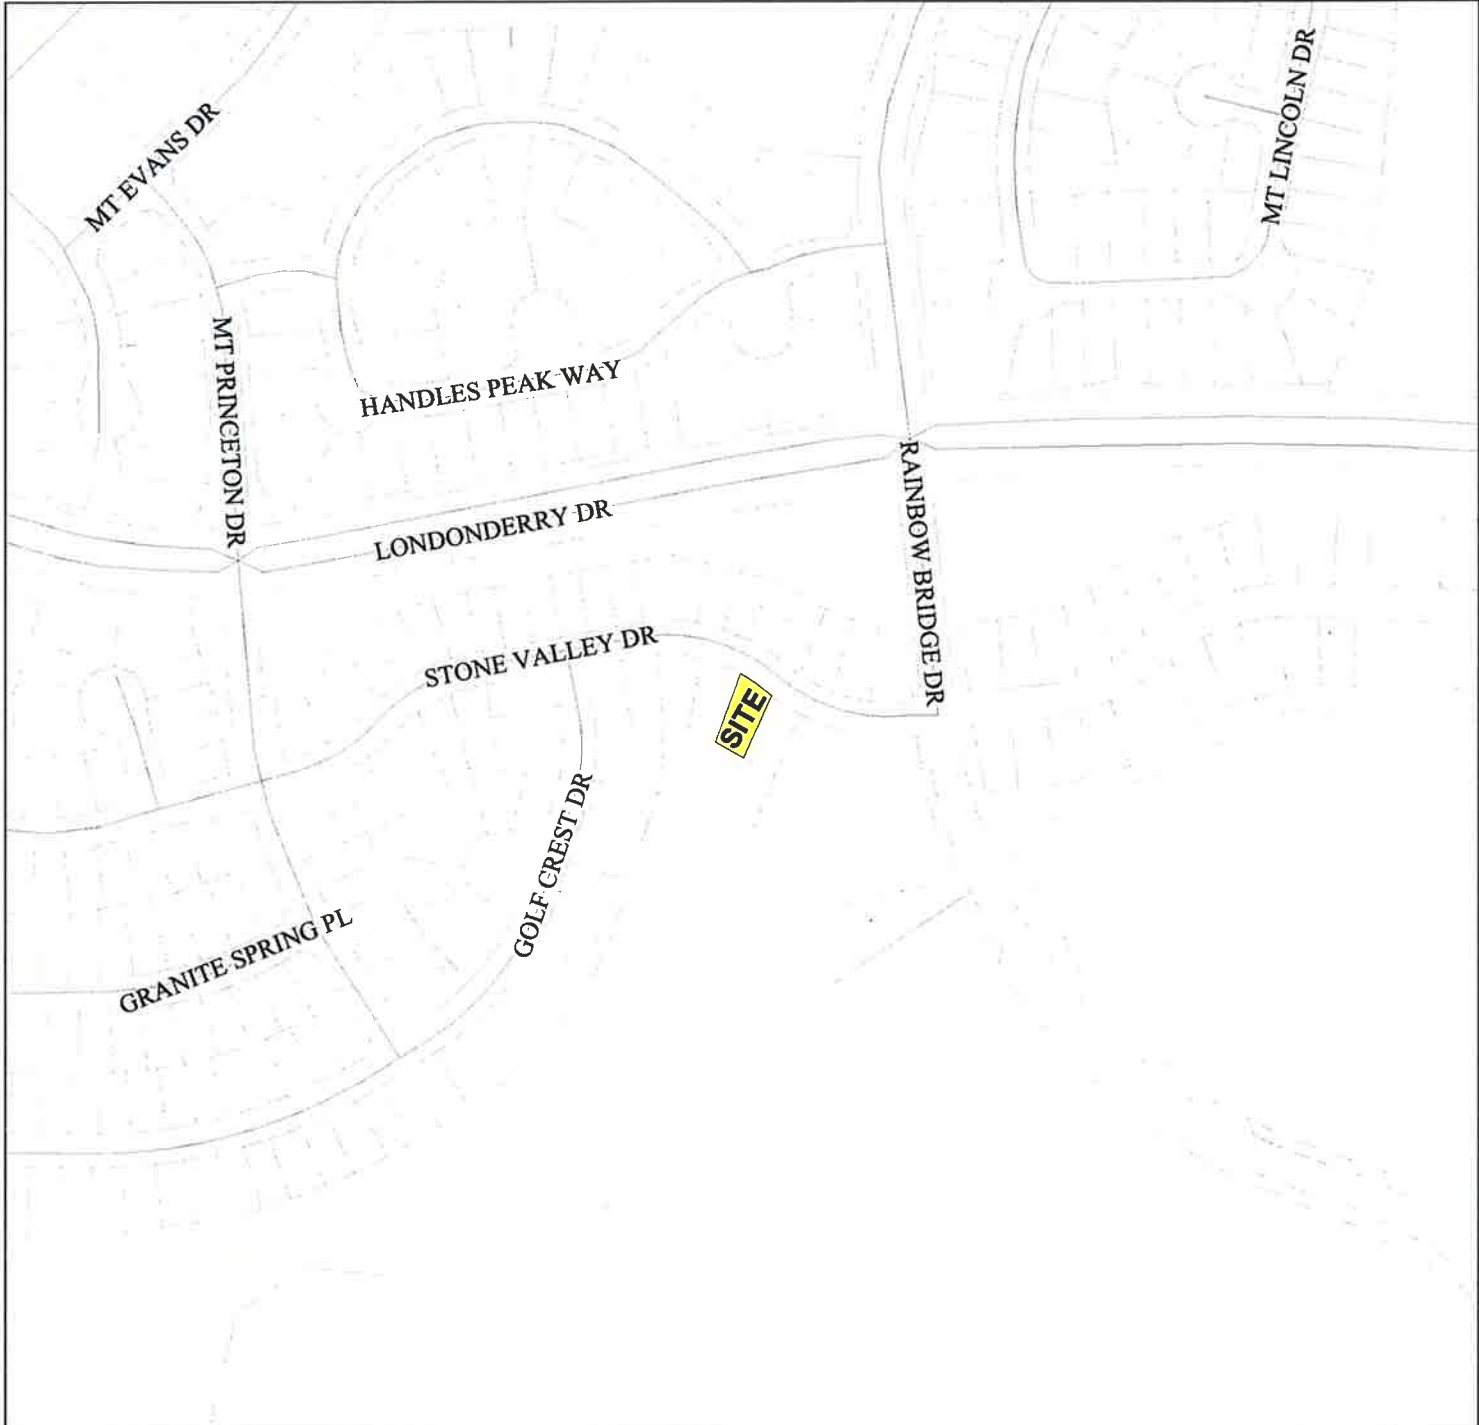 MT EVANS DR
MT LINCOLN DR
MT PRINCETON DR
HANDLES PEAK WAY
RAINBOW BRIDGE DR
LONDONDERRY DR
STONE VALLEY DR
SITE
GOLF CREST DR
GRANITE SPRING PL